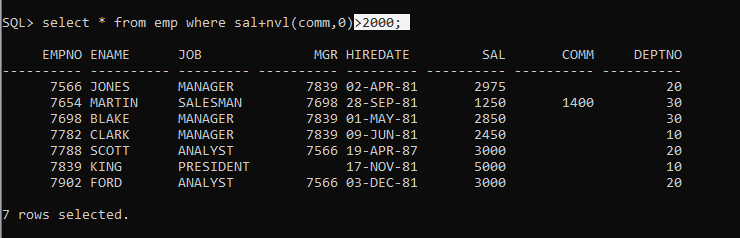 SQL> select * from emp where sal+nvl(comm,0)>2000;
EMPNO ENAME JOB MGR HIREDATE SAL COMM DEPTNO
---------- ---------- --------- ---------- --------- ---------- ---------- ----------
7566 JONES MANAGER 7839 02-APR-81 2975 20
7654 MARTIN SALESMAN 7698 28-SEP-81 1250 1400 30
7698 BLAKE MANAGER 7839 01-MAY-81 2850 30
7782 CLARK MANAGER 7839 09-JUN-81 2450 10
7788 SCOTT ANALYST 7566 19-APR-87 3000 20
7839 KING PRESIDENT 17-NOV-81 5000 10
7902 FORD ANALYST 7566 03-DEC-81 3000 20
7 rows selected.